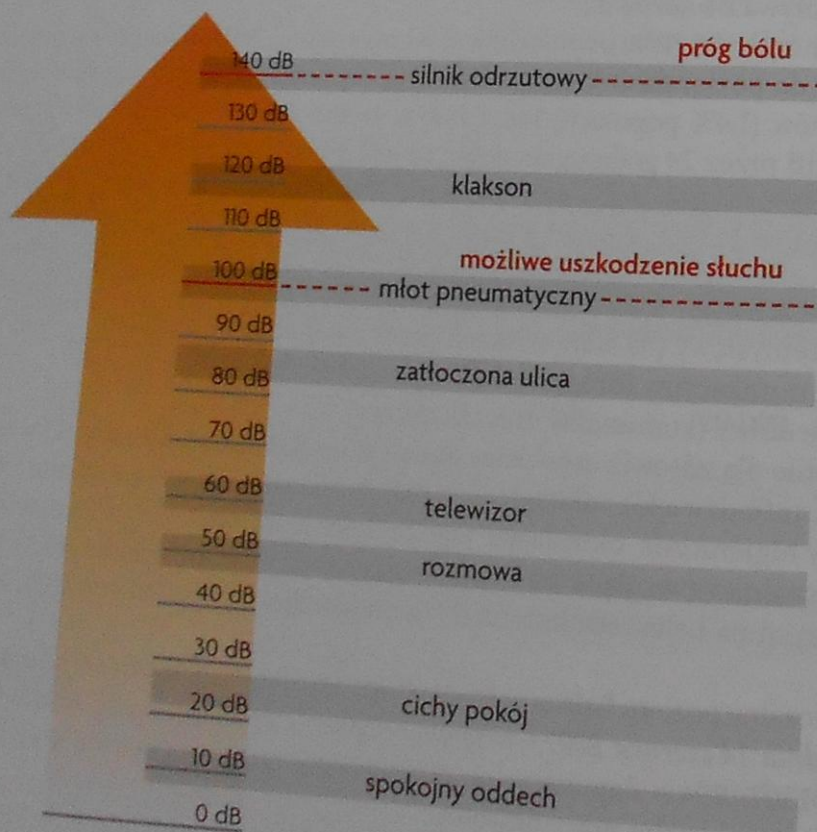 próg bólu
140 dB
silnik odrzutowy
130 dB
120 dB
klakson
110 dB
możliwe uszkodzenie słuchu
100 dB
młot pneumatyczny
90 dB
80 dB
zatłoczona ulica
70 dB
60 dB
telewizor
50 dB
rozmowa
40 dB
30 dB
20 dB
cichy pokój
10 dB
spokojny oddech
0 dB